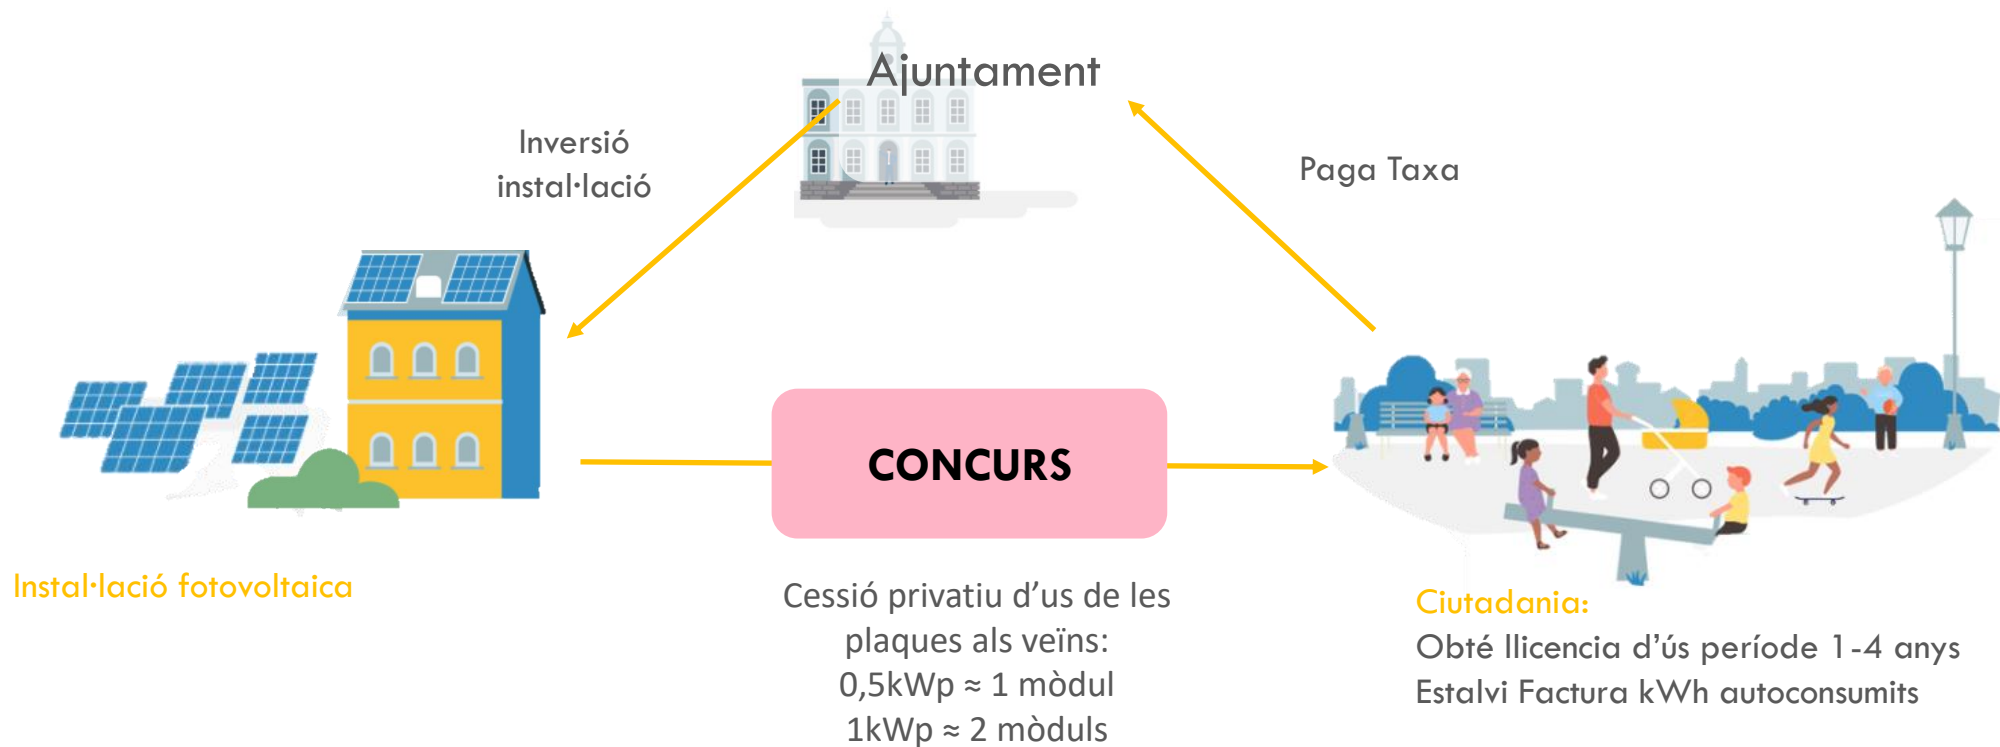 Ajuntament
Inversió
instal·lació
Paga Taxa
CONCURS
Instal·lació fotovoltaica
Cessió privatiu d’us de les
plaques als veïns:
0,5kWp ≈ 1 mòdul
1kWp ≈ 2 mòduls
Ciutadania:
Obté llicencia d’ús període 1-4 anys
Estalvi Factura kWh autoconsumits